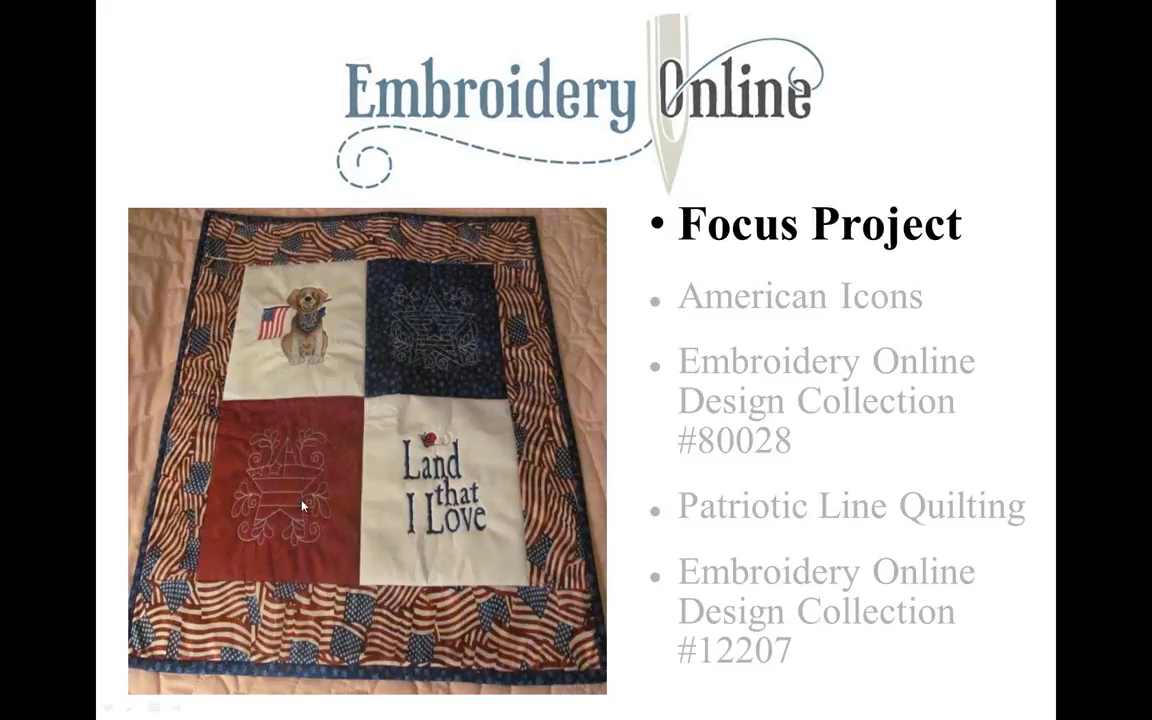 Embroidery Online
• Focus Project
• American Icons
• Embroidery Online
Design Collection
#80028
• Patriotic Line Quilting
• Embroidery Online
Design Collection
#12207
Land
that
I Love